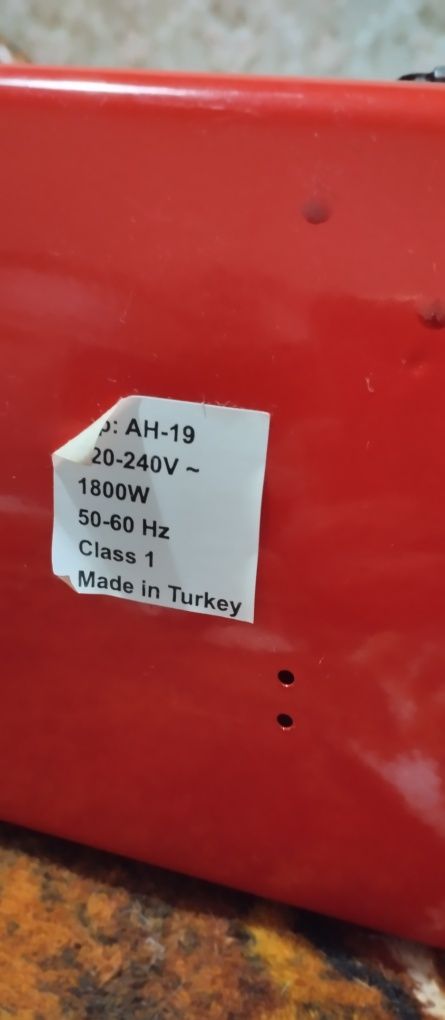 p: AH-19
20-240V ~
1800W
50-60 Hz
Class 1
Made in Turkey